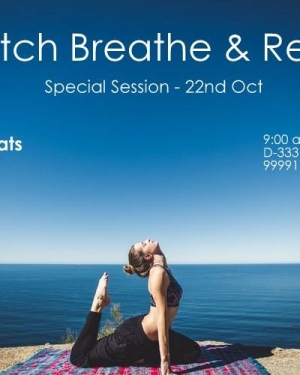 tch Breathe & Re
Special Session - 22nd Oct
ats
9:00 a
D-333
99991